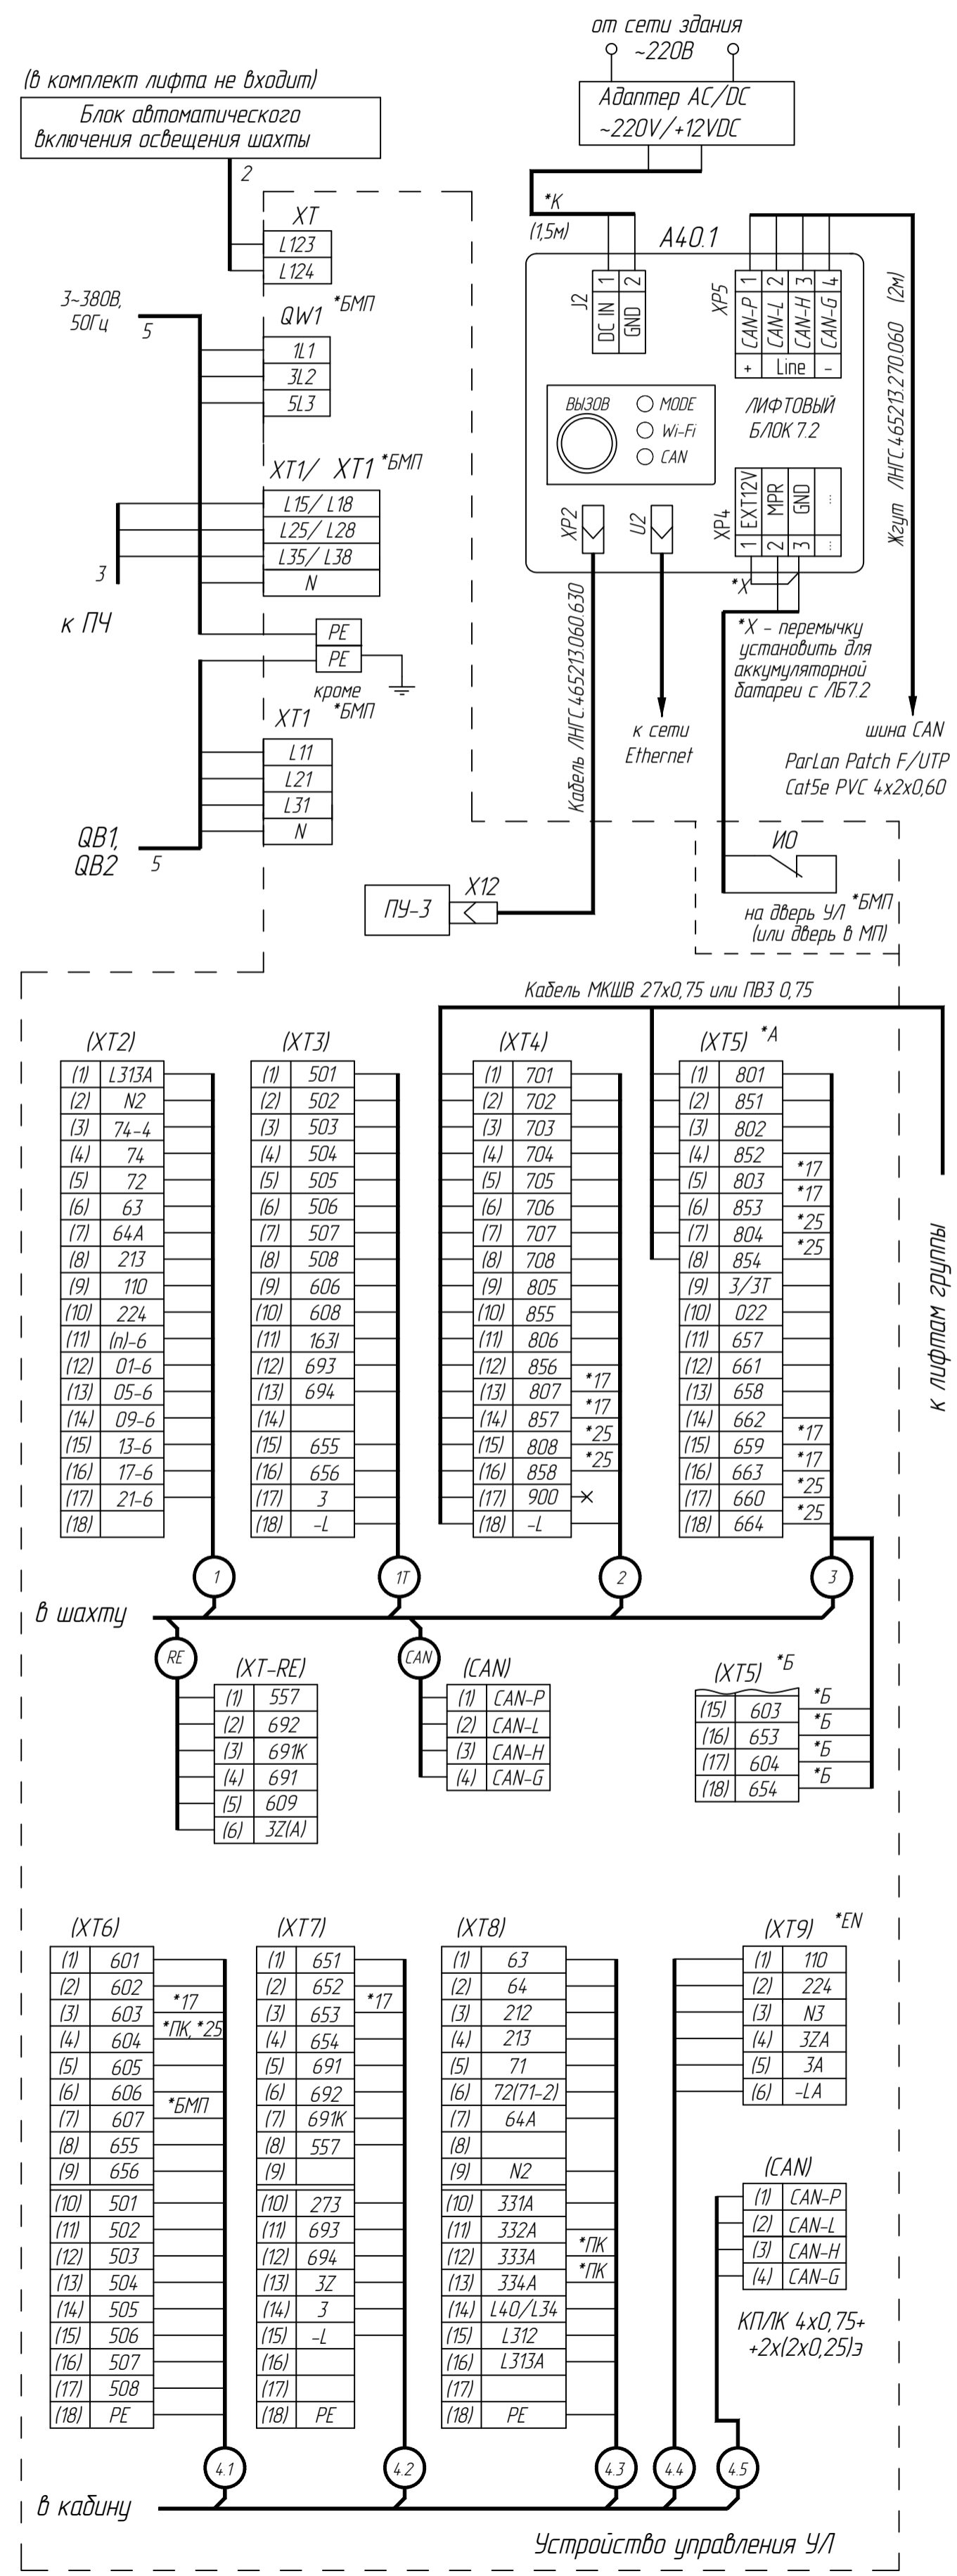 от сети здания
~220В
(в комплект лифта не входит)
Блок автоматического
включения освещения шахты
2
Адаптер AC/DC
~220V/+12VDC
*К
(1,5м)
XT
L123
L124
3~380В,
50Гц
5
QW1 *БМП
1L1
3L2
5L3
XT1/ XT1 *БМП
L15/ L18
L25/ L28
L35/ L38
N
3
к ПЧ
PE
PE
кроме
*БМП
XT1
L11
L21
L31
N
QB1,
QB2
5
A40.1
J2
1 DC IN
2 GND
XP5
1 CAN-P +
2 CAN-L Line
3 CAN-H
4 CAN-G –
ВЫЗОВ
MODE
Wi-Fi
CAN
ЛИФТОВЫЙ
БЛОК 7.2
XP2
U2
XP4
1 EXT12V
2 MPR
3 GND
... ...
*X
*X – перемычку
установить для
аккумуляторной
батареи с ЛБ7.2
Жгут ЛНГС.465213.270.060 (2м)
Кабель ЛНГС.465213.060.630
к сети
Ethernet
шина CAN
ParLan Patch F/UTP
Cat5e PVC 4x2x0,60
ИО
на дверь УЛ *БМП
(или дверь в МП)
ПУ-3
X12
Кабель МКШВ 27x0,75 или ПВ3 0,75
к лифтам группы
(XT2)
(1) L313A
(2) N2
(3) 74-4
(4) 74
(5) 72
(6) 63
(7) 64A
(8) 213
(9) 110
(10) 224
(11) (п)-6
(12) 01-6
(13) 05-6
(14) 09-6
(15) 13-6
(16) 17-6
(17) 21-6
(18)
(XT3)
(1) 501
(2) 502
(3) 503
(4) 504
(5) 505
(6) 506
(7) 507
(8) 508
(9) 606
(10) 608
(11) 163I
(12) 693
(13) 694
(14)
(15) 655
(16) 656
(17) 3
(18) -L
(XT4)
(1) 701
(2) 702
(3) 703
(4) 704
(5) 705
(6) 706
(7) 707
(8) 708
(9) 805
(10) 855
(11) 806
(12) 856
(13) 807 *17
(14) 857 *17
(15) 808 *25
(16) 858 *25
(17) 900
(18) -L
(XT5) *А
(1) 801
(2) 851
(3) 802
(4) 852
(5) 803 *17
(6) 853 *17
(7) 804 *25
(8) 854 *25
(9) 3/3T
(10) 022
(11) 657
(12) 661
(13) 658
(14) 662
(15) 659 *17
(16) 663 *17
(17) 660 *25
(18) 664 *25
1
1T
2
3
в шахту
RE
(XT-RE)
(1) 557
(2) 692
(3) 691K
(4) 691
(5) 609
(6) 3Z(A)
CAN
(CAN)
(1) CAN-P
(2) CAN-L
(3) CAN-H
(4) CAN-G
(XT5) *Б
(15) 603 *Б
(16) 653 *Б
(17) 604 *Б
(18) 654 *Б
(XT6)
(1) 601
(2) 602
(3) 603 *17
(4) 604 *ПК, *25
(5) 605
(6) 606
(7) 607 *БМП
(8) 655
(9) 656
(10) 501
(11) 502
(12) 503
(13) 504
(14) 505
(15) 506
(16) 507
(17) 508
(18) PE
(XT7)
(1) 651
(2) 652
(3) 653 *17
(4) 654
(5) 691
(6) 692
(7) 691K
(8) 557
(9)
(10) 273
(11) 693
(12) 694
(13) 3Z
(14) 3
(15) -L
(16)
(17)
(18) PE
(XT8)
(1) 63
(2) 64
(3) 212
(4) 213
(5) 71
(6) 72(71-2)
(7) 64A
(8)
(9) N2
(10) 331A
(11) 332A
(12) 333A *ПК
(13) 334A *ПК
(14) L40/L34
(15) L312
(16) L313A
(17)
(18) PE
(XT9) *EN
(1) 110
(2) 224
(3) N3
(4) 3ZA
(5) 3A
(6) -LA
(CAN)
(1) CAN-P
(2) CAN-L
(3) CAN-H
(4) CAN-G
КПЛК 4x0,75+
+2x(2x0,25)э
4.1
4.2
4.3
4.4
4.5
в кабину
Устройство управления УЛ